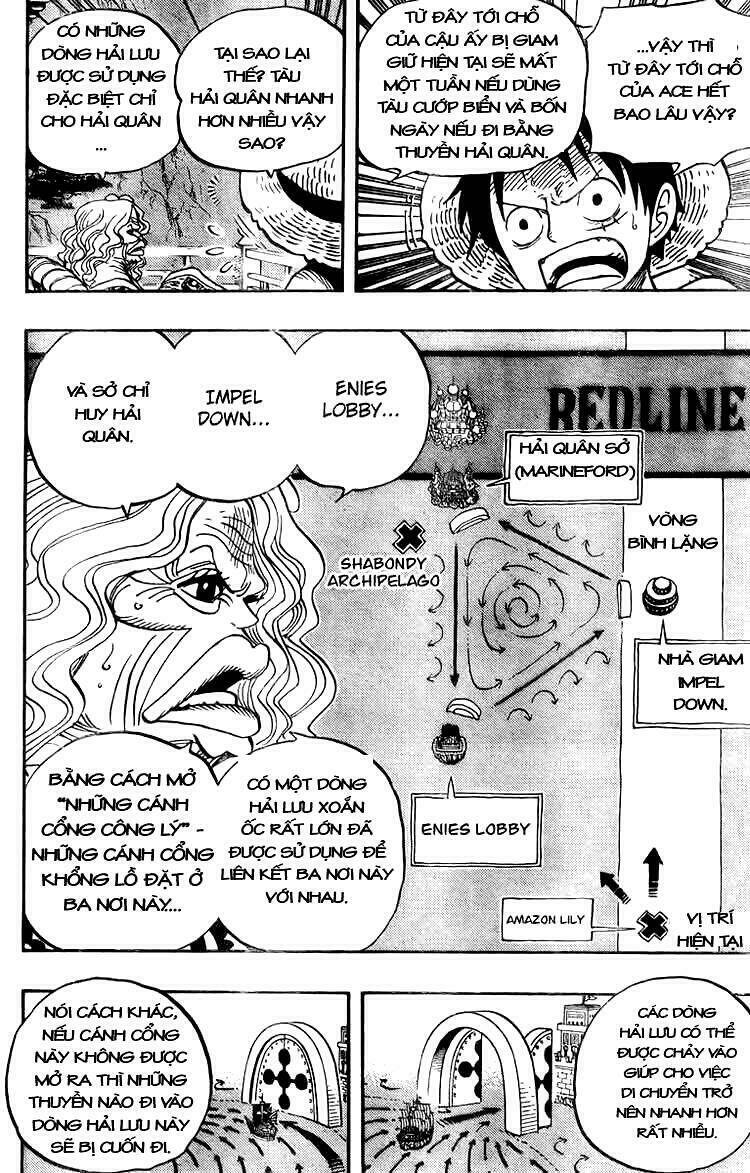 ...VẬY THÌ
TỪ ĐÂY TỚI CHỖ
CỦA ACE HẾT
BAO LÂU VẬY?
TỪ ĐÂY TỚI CHỖ
CỦA CẬU ẤY BỊ GIAM
GIỮ HIỆN TẠI SẼ MẤT
MỘT TUẦN NẾU DÙNG
TÀU CƯỚP BIỂN VÀ BỐN
NGÀY NẾU ĐI BẰNG
THUYỀN HẢI QUÂN.
TẠI SAO LẠI
THẾ? TÀU
HẢI QUÂN NHANH
HƠN NHIỀU VẬY
SAO?
CÓ NHỮNG
DÒNG HẢI LƯU
ĐƯỢC SỬ DỤNG
ĐẶC BIỆT CHỈ
CHO HẢI QUÂN
...
ENIES
LOBBY...
IMPEL
DOWN...
VÀ SỞ CHỈ
HUY HẢI
QUÂN.
REDLINE
HẢI QUÂN SỞ
(MARINEFORD)
VÒNG
BÌNH LẶNG
SHABONDY
ARCHIPELAGO
NHÀ GIAM
IMPEL
DOWN.
ENIES LOBBY
AMAZON LILY
VỊ TRÍ
HIỆN TẠI
CÓ MỘT DÒNG
HẢI LƯU XOẮN
ỐC RẤT LỚN ĐÃ
ĐƯỢC SỬ DỤNG ĐỂ
LIÊN KẾT BA NƠI NÀY
VỚI NHAU.
BẰNG CÁCH MỞ
"NHỮNG CÁNH
CỔNG CÔNG LÝ" -
NHỮNG CÁNH CỔNG
KHỔNG LỒ ĐẶT Ở
BA NƠI NÀY....
CÁC DÒNG
HẢI LƯU CÓ THỂ
ĐƯỢC CHẢY VÀO
GIÚP CHO VIỆC
DI CHUYỂN TRỞ
NÊN NHANH HƠN
RẤT NHIỀU.
NÓI CÁCH KHÁC,
NẾU CÁNH CỔNG
NÀY KHÔNG ĐƯỢC
MỞ RA THÌ NHỮNG
THUYỀN NÀO ĐI VÀO
DÒNG HẢI LƯU NÀY
SẼ BỊ CUỐN ĐI.